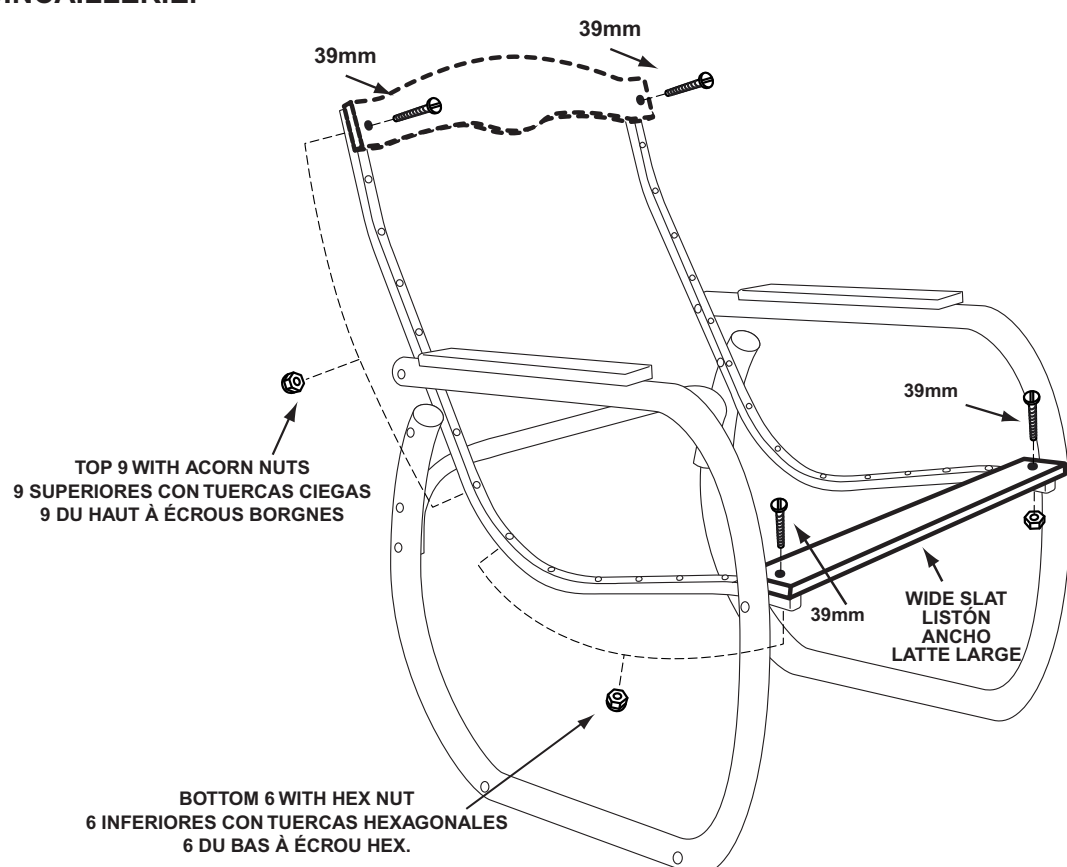 39mm
39mm
39mm
TOP 9 WITH ACORN NUTS
9 SUPERIORES CON TUERCAS CIEGAS
9 DU HAUT À ÉCROUS BORGNES
39mm
WIDE SLAT
LISTÓN
ANCHO
LATTE LARGE
BOTTOM 6 WITH HEX NUT
6 INFERIORES CON TUERCAS HEXAGONALES
6 DU BAS À ÉCROU HEX.